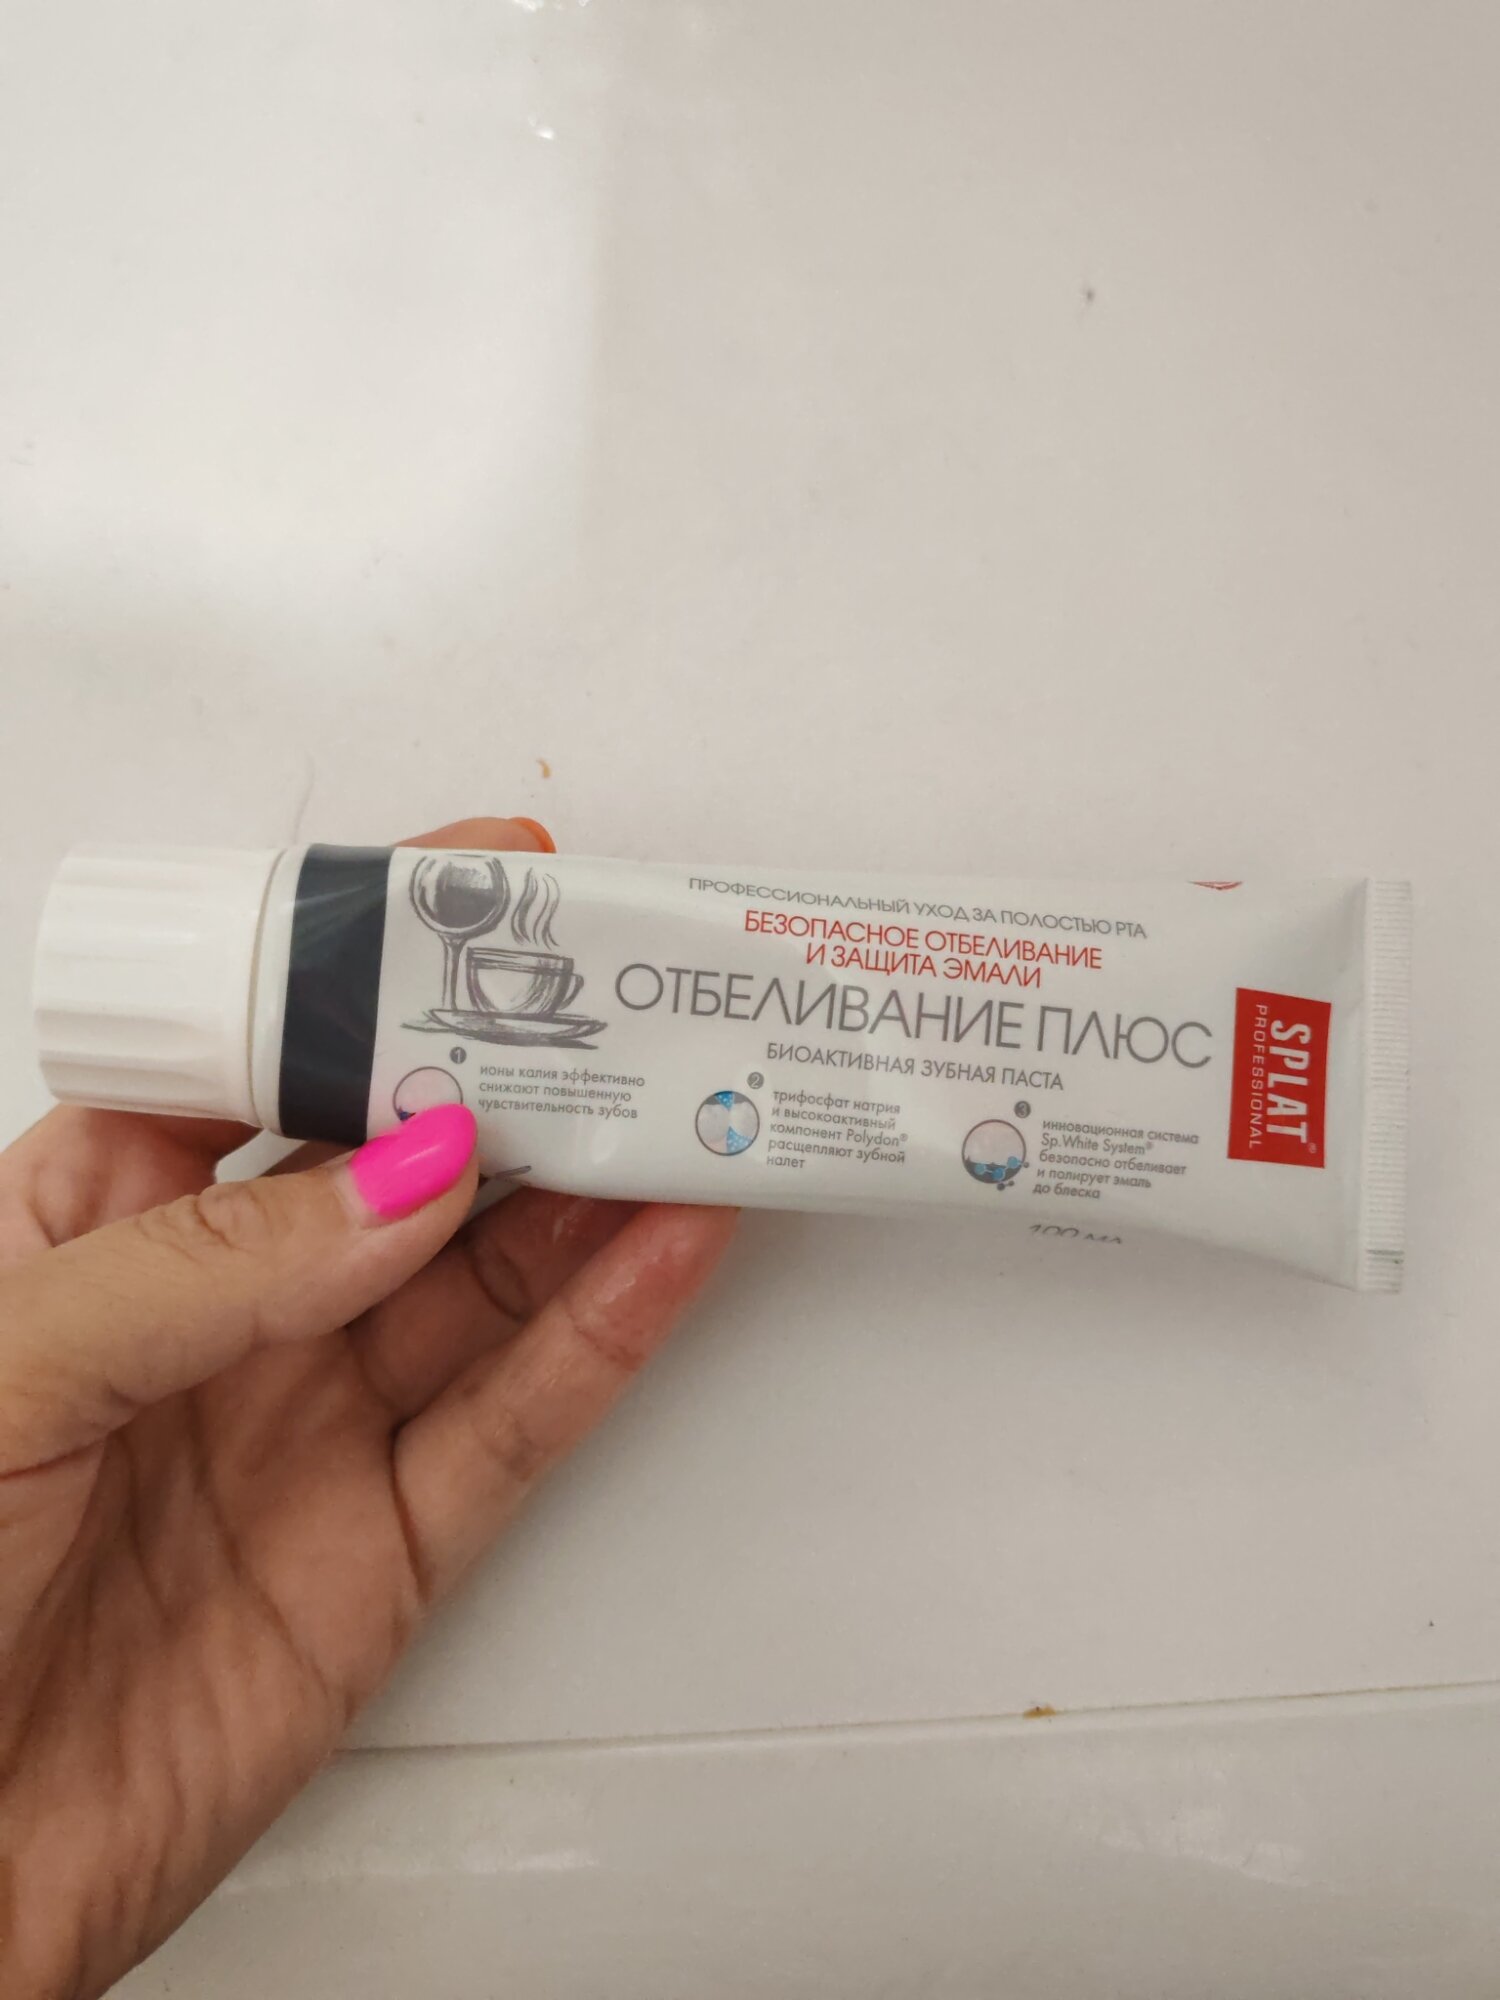 ПРОФЕССИОНАЛЬНЫЙ УХОД ЗА ПОЛОСТЬЮ РТА
БЕЗОПАСНОЕ ОТБЕЛИВАНИЕ
И ЗАЩИТА ЭМАЛИ
ОТБЕЛИВАНИЕ ПЛЮС
БИОАКТИВНАЯ ЗУБНАЯ ПАСТА
1
ионы калия эффективно
снижают повышенную
чувствительность зубов
2
трифосфат натрия
и высокоактивный
компонент Polydon®
расщепляют зубной
налет
3
инновационная система
Sp.White System®
безопасно отбеливает
и полирует эмаль
до блеска
100 мл
SPLAT®
PROFESSIONAL